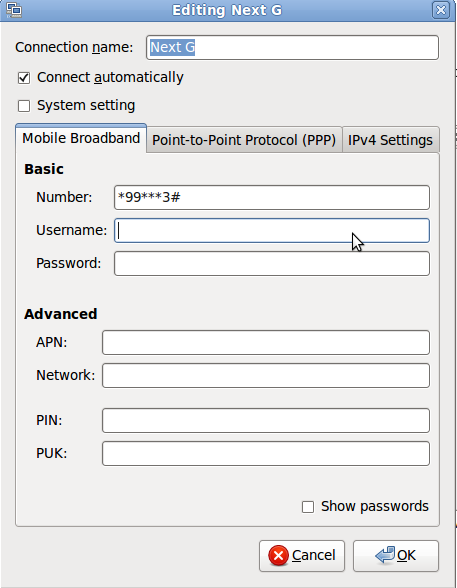 Editing Next G
Connection name: Next G
Connect automatically
System setting
Mobile Broadband Point-to-Point Protocol (PPP) IPv4 Settings
Basic
Number: *99***3#
Username:
Password:
Advanced
APN:
Network:
PIN:
PUK:
Show passwords
Cancel OK